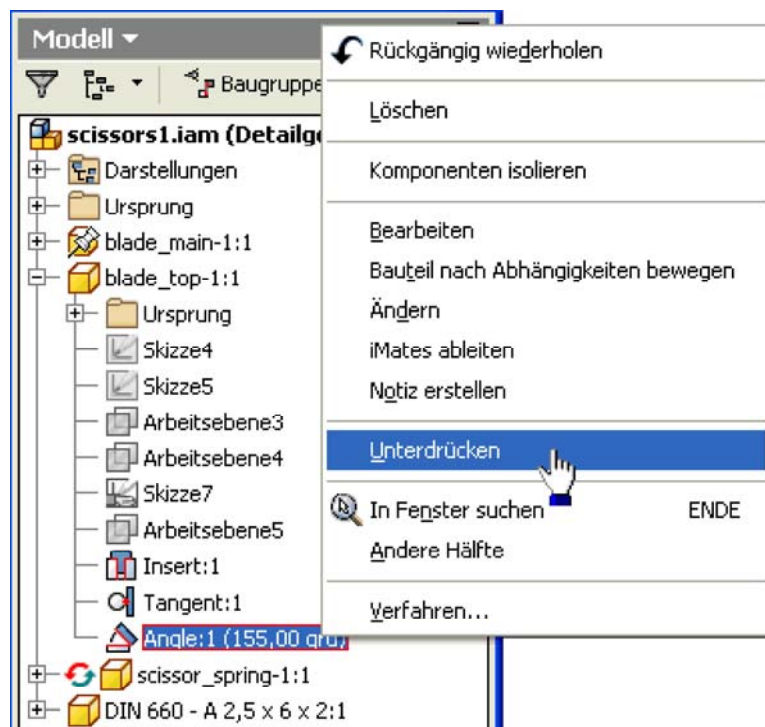 Modell
Baugruppe
scissors1.iam (Detailge
Darstellungen
Ursprung
blade_main-1:1
blade_top-1:1
Ursprung
Skizze4
Skizze5
Arbeitsebene3
Arbeitsebene4
Skizze7
Arbeitsebene5
Insert:1
Tangent:1
Angle:1 (155,00 grd)
scissor_spring-1:1
DIN 660 - A 2,5 x 6 x 2:1
Rückgängig wiederholen
Löschen
Komponenten isolieren
Bearbeiten
Bauteil nach Abhängigkeiten bewegen
Ändern
iMates ableiten
Notiz erstellen
Unterdrücken
In Fenster suchen ENDE
Andere Hälfte
Verfahren...